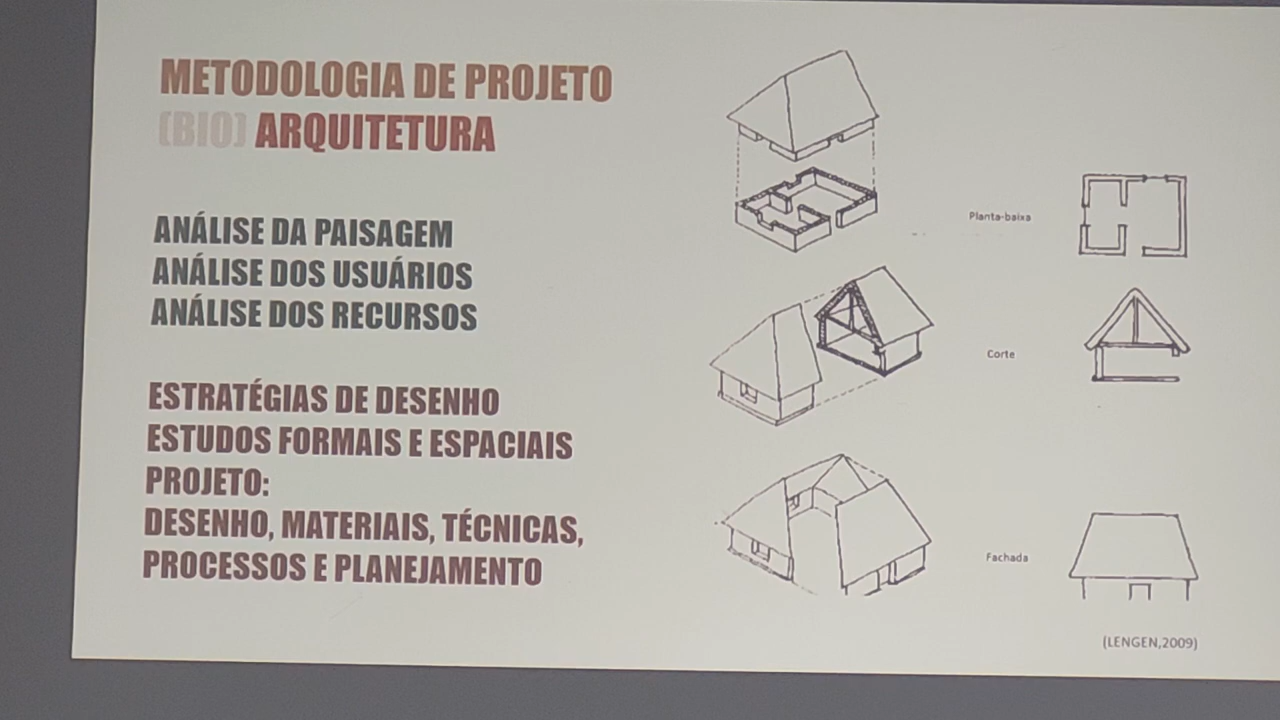 METODOLOGIA DE PROJETO
(BIO) ARQUITETURA
ANÁLISE DA PAISAGEM
ANÁLISE DOS USUÁRIOS
ANÁLISE DOS RECURSOS
ESTRATÉGIAS DE DESENHO
ESTUDOS FORMAIS E ESPACIAIS
PROJETO:
DESENHO, MATERIAIS, TÉCNICAS,
PROCESSOS E PLANEJAMENTO
Planta-baixa
Corte
Fachada
(LENGEN,2009)